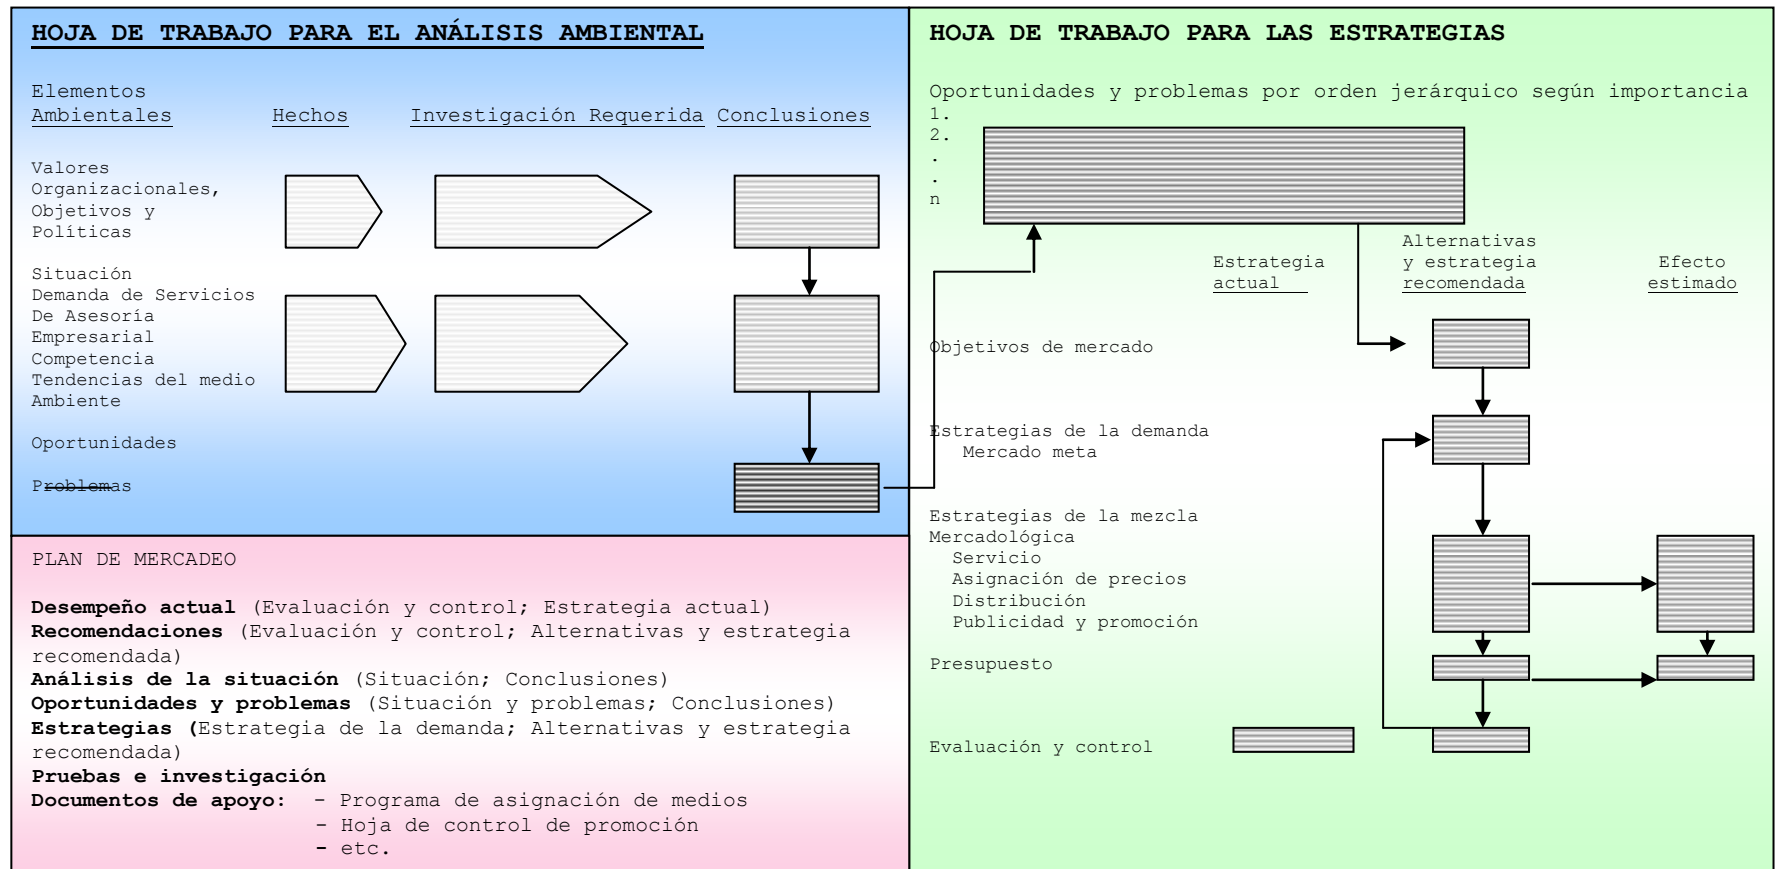 HOJA DE TRABAJO PARA EL ANÁLISIS AMBIENTAL
Elementos
Ambientales Hechos Investigación Requerida Conclusiones
Valores
Organizacionales,
Objetivos y
Políticas
Situación
Demanda de Servicios
De Asesoría
Empresarial
Competencia
Tendencias del medio
Ambiente
Oportunidades
Problemas
PLAN DE MERCADEO
Desempeño actual (Evaluación y control; Estrategia actual)
Recomendaciones (Evaluación y control; Alternativas y estrategia
recomendada)
Análisis de la situación (Situación; Conclusiones)
Oportunidades y problemas (Situación y problemas; Conclusiones)
Estrategias (Estrategia de la demanda; Alternativas y estrategia
recomendada)
Pruebas e investigación
Documentos de apoyo: - Programa de asignación de medios
- Hoja de control de promoción
- etc.
HOJA DE TRABAJO PARA LAS ESTRATEGIAS
Oportunidades y problemas por orden jerárquico según importancia
1.
2.
.
.
n
Alternativas
Estrategia y estrategia Efecto
actual recomendada estimado
Objetivos de mercado
Estrategias de la demanda
Mercado meta
Estrategias de la mezcla
Mercadológica
Servicio
Asignación de precios
Distribución
Publicidad y promoción
Presupuesto
Evaluación y control